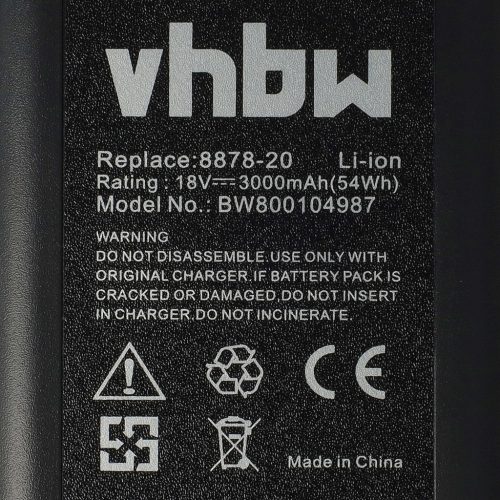 vhbw
Replace:8878-20 Li-ion
Rating : 18V⎓3000mAh(54Wh)
Model No.: BW800104987
WARNING
DO NOT DISASSEMBLE.USE ONLY WITH
ORIGINAL CHARGER.IF BATTERY PACK IS
CRACKED OR DAMAGED,DO NOT INSERT
IN CHARGER.DO NOT INCINERATE.
CE
Made in China